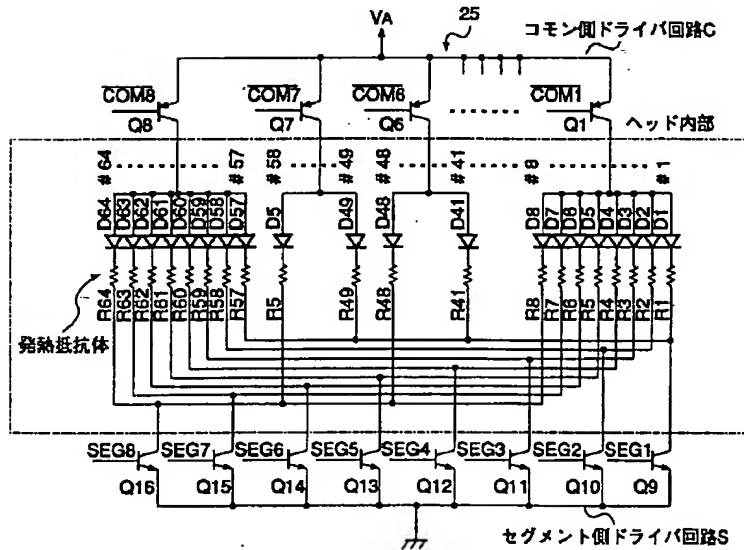 VA
25
コモン側ドライバ回路C
COM8
COM7
COM6
COM1
Q8
Q7
Q6
Q1
ヘッド内部
#64
#57
#58
#49
#48
#41
#8
#1
D64
D63
D62
D61
D60
D59
D58
D57
D5
D49
D48
D41
D8
D7
D6
D5
D4
D3
D2
D1
R64
R63
R62
R61
R60
R59
R58
R57
R5
R49
R48
R41
R8
R7
R6
R5
R4
R3
R2
R1
発熱抵抗体
SEG8
SEG7
SEG6
SEG5
SEG4
SEG3
SEG2
SEG1
Q16
Q15
Q14
Q13
Q12
Q11
Q10
Q9
セグメント側ドライバ回路S